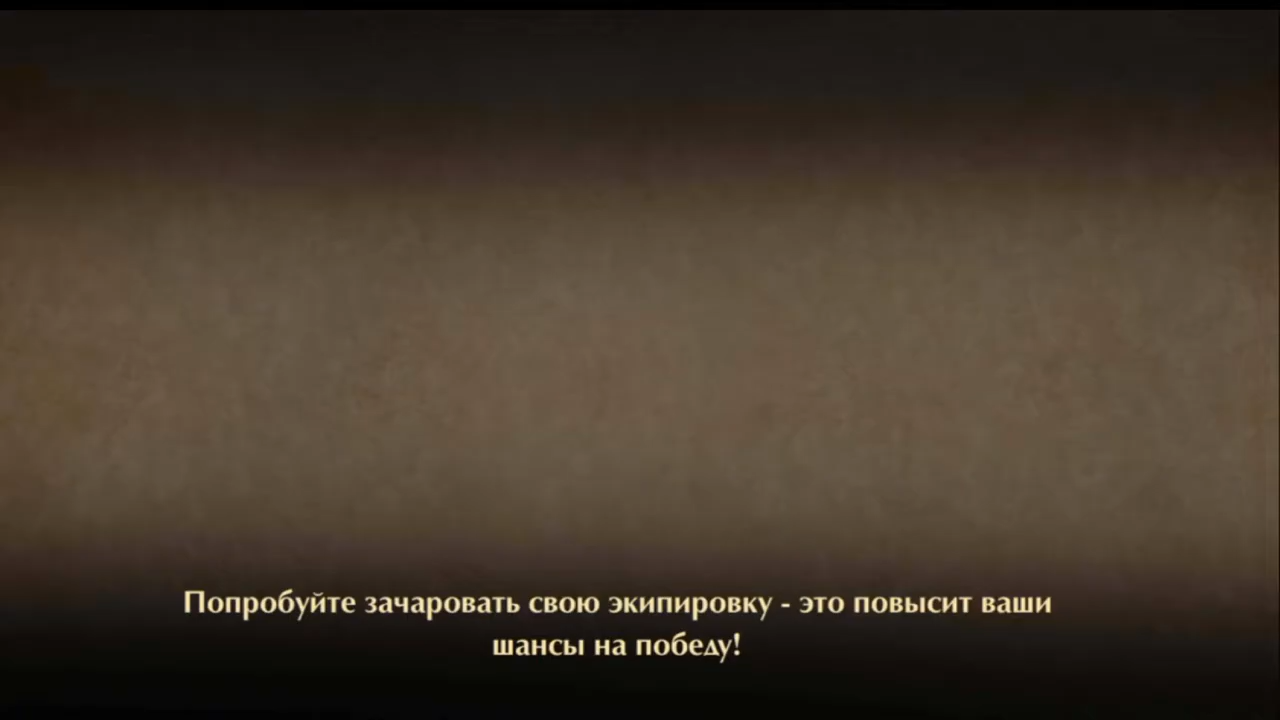 Попробуйте зачаровать свою экипировку - это повысит ваши
шансы на победу!